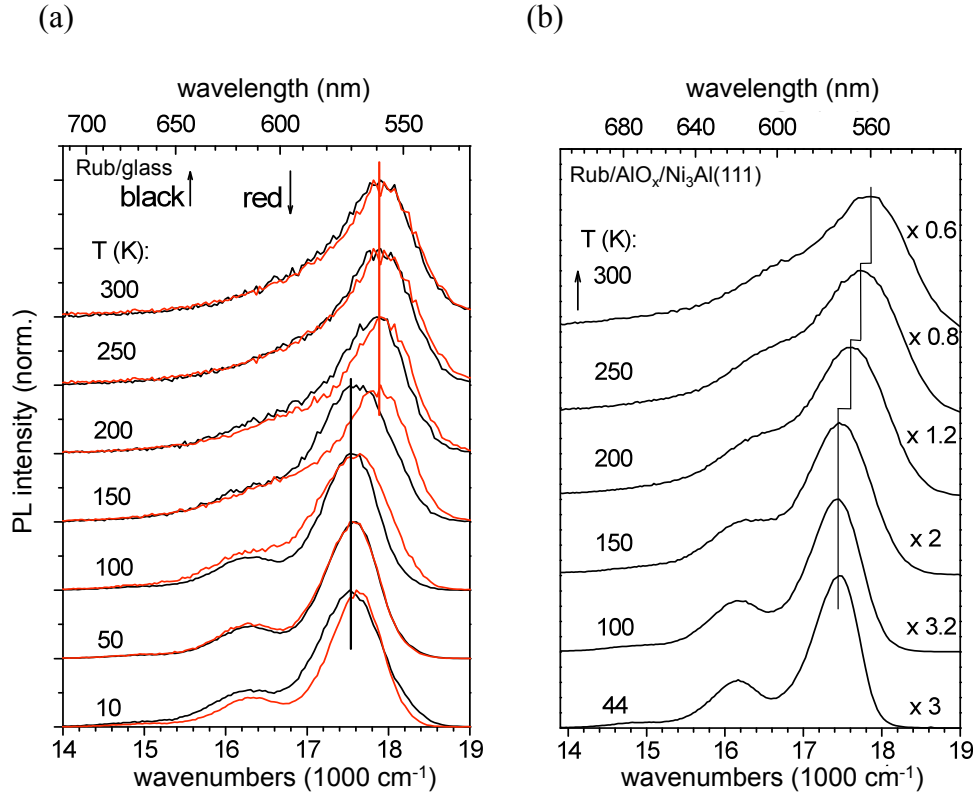 (a)
wavelength (nm)
700 650 600 550
Rub/glass
black↑ red↓
T (K):
300
250
200
150
100
50
10
PL intensity (norm.)
14 15 16 17 18 19
wavenumbers (1000 cm⁻¹)
(b)
wavelength (nm)
680 640 600 560
Rub/AlOₓ/Ni₃Al(111)
T (K):
↑ 300
x 0.6
250
x 0.8
200
x 1.2
150
x 2
100
x 3.2
44
x 3
14 15 16 17 18 19
wavenumbers (1000 cm⁻¹)